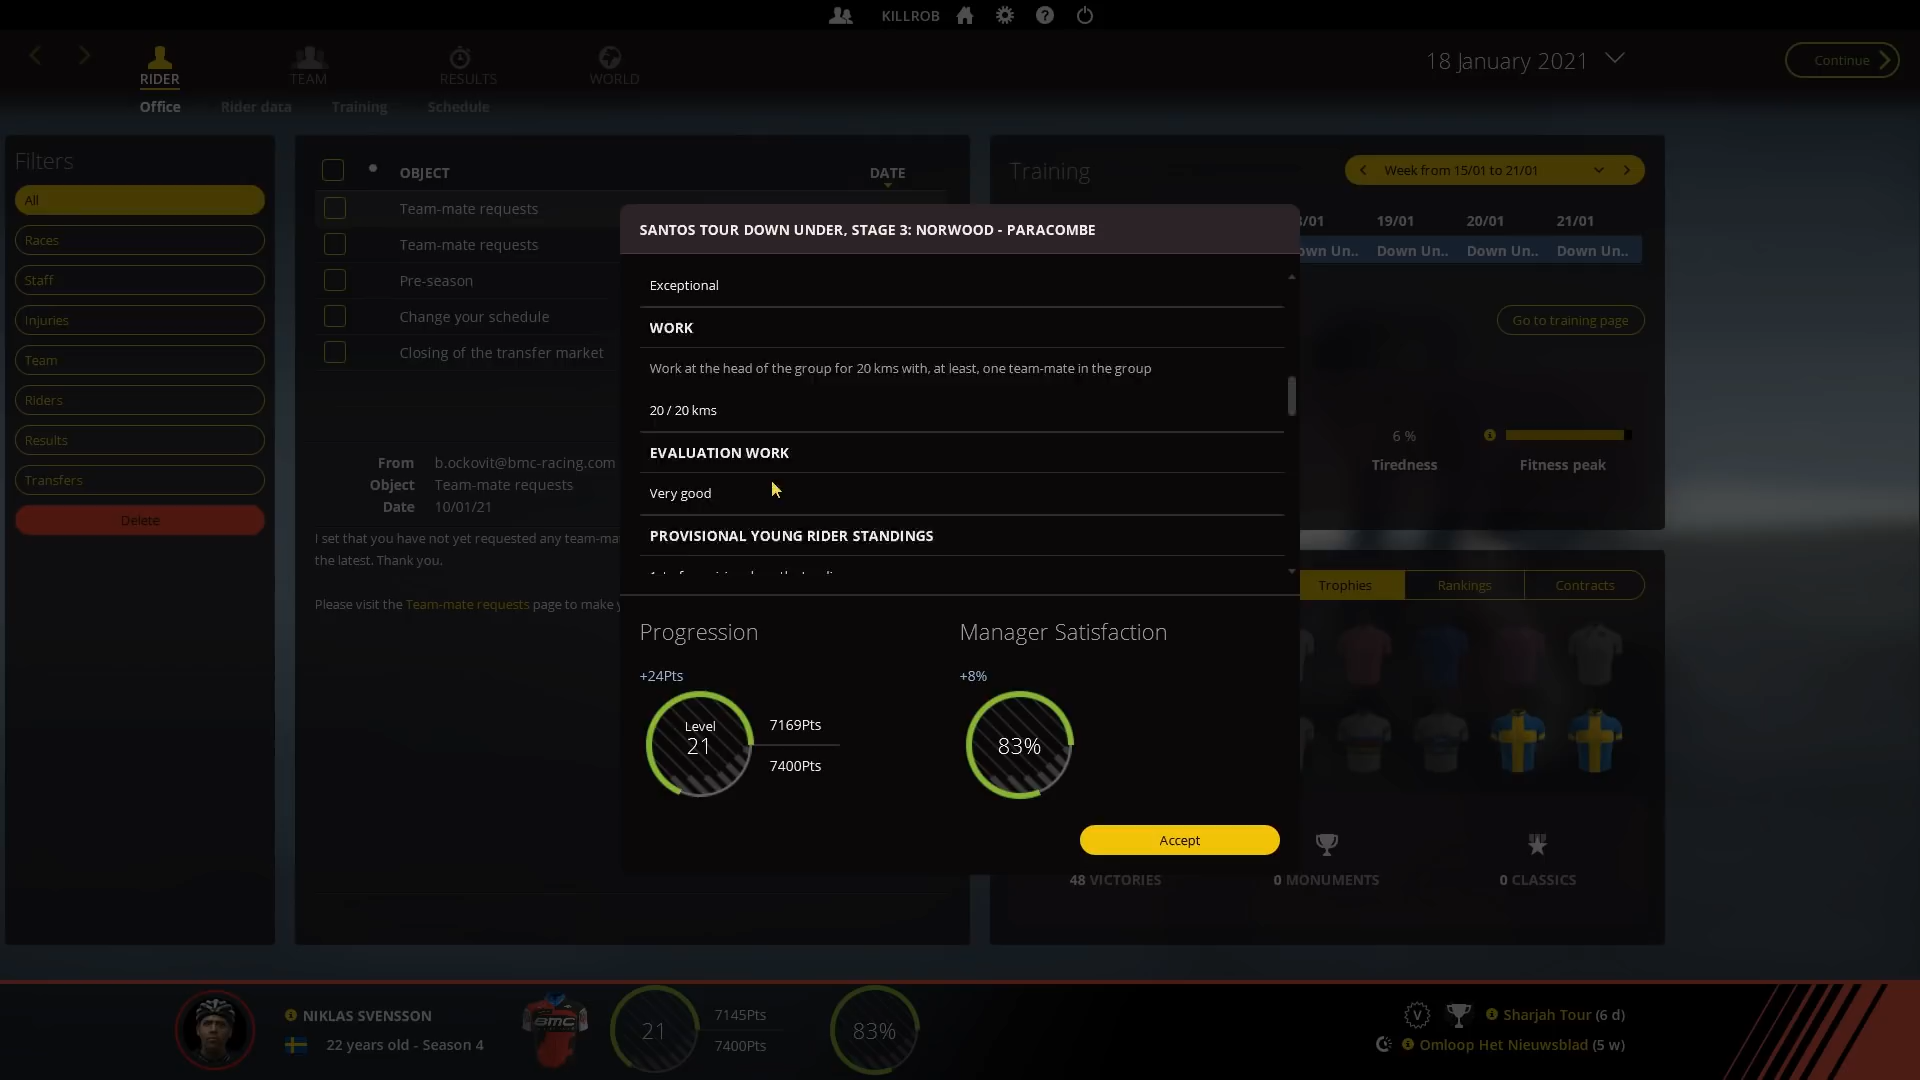 KILLROB
RIDER
TEAM
RESULTS
WORLD
18 January 2021
Continue
Office
Rider data
Training
Schedule
Filters
All
Races
Staff
Injuries
Team
Riders
Results
Transfers
Delete
OBJECT
DATE
Team-mate requests
Team-mate requests
Pre-season
Change your schedule
Closing of the transfer market
From b.ockovit@bmc-racing.com
Object Team-mate requests
Date 10/01/21
I set that you have not yet requested any team-ma
the latest. Thank you.
Please visit the Team-mate requests page to make y
SANTOS TOUR DOWN UNDER, STAGE 3: NORWOOD - PARACOMBE
Exceptional
WORK
Work at the head of the group for 20 kms with, at least, one team-mate in the group
20 / 20 kms
EVALUATION WORK
Very good
PROVISIONAL YOUNG RIDER STANDINGS
Progression
+24Pts
Level
21
7169Pts
7400Pts
Manager Satisfaction
+8%
83%
Accept
Training
Week from 15/01 to 21/01
/01 19/01 20/01 21/01
own Un.. Down Un.. Down Un.. Down Un..
Go to training page
6 %
Tiredness
Fitness peak
Trophies
Rankings
Contracts
48 VICTORIES
0 MONUMENTS
0 CLASSICS
NIKLAS SVENSSON
22 years old - Season 4
BMC
21
7145Pts
7400Pts
83%
V
Sharjah Tour (6 d)
Omloop Het Nieuwsblad (5 w)